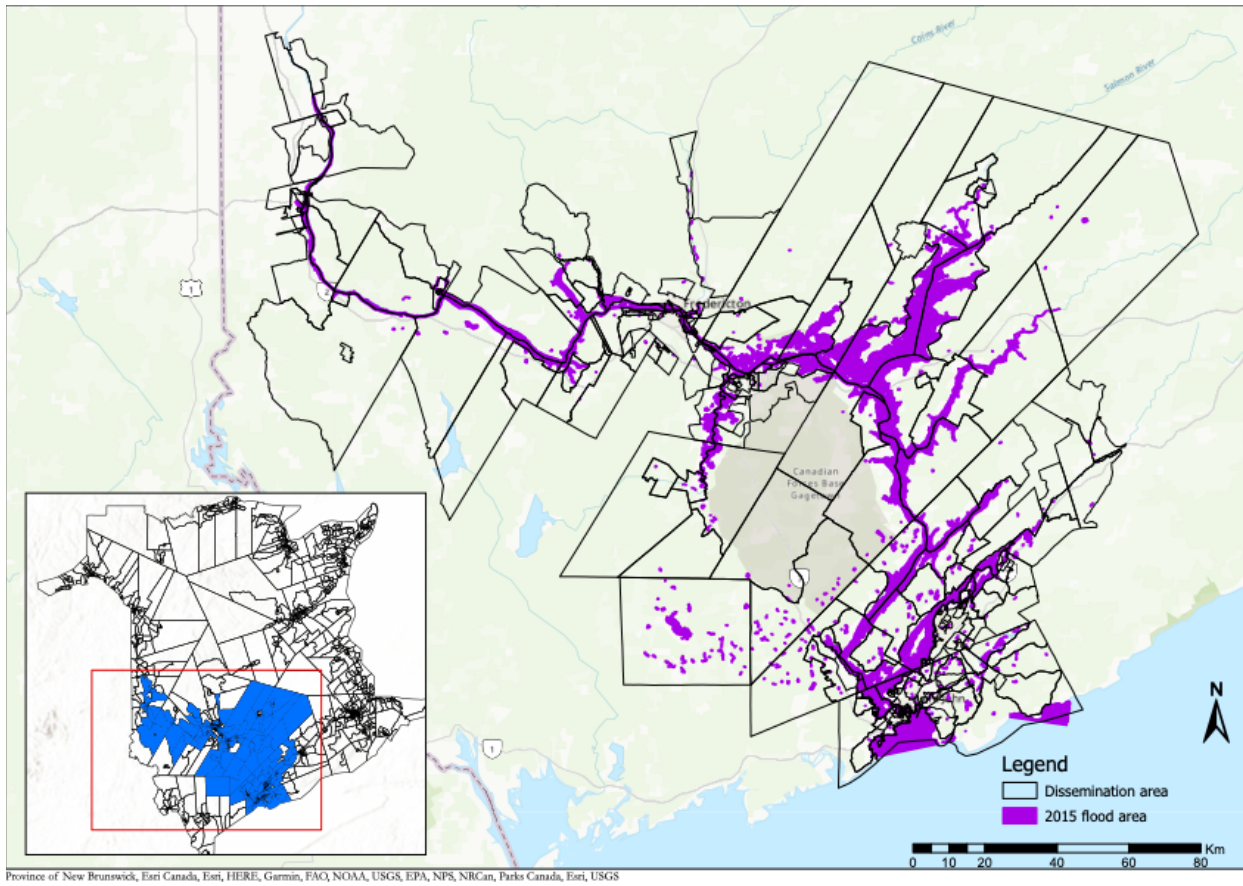 Cains River
Salmon River
1
2
Fredericton
Canadian
Forces Base
Gagetown
1
N
Legend
Dissemination area
2015 flood area
Km
0 10 20 40 60 80
Province of New Brunswick, Esri Canada, Esri, HERE, Garmin, FAO, NOAA, USGS, EPA, NPS, NRCan, Parks Canada, Esri, USGS